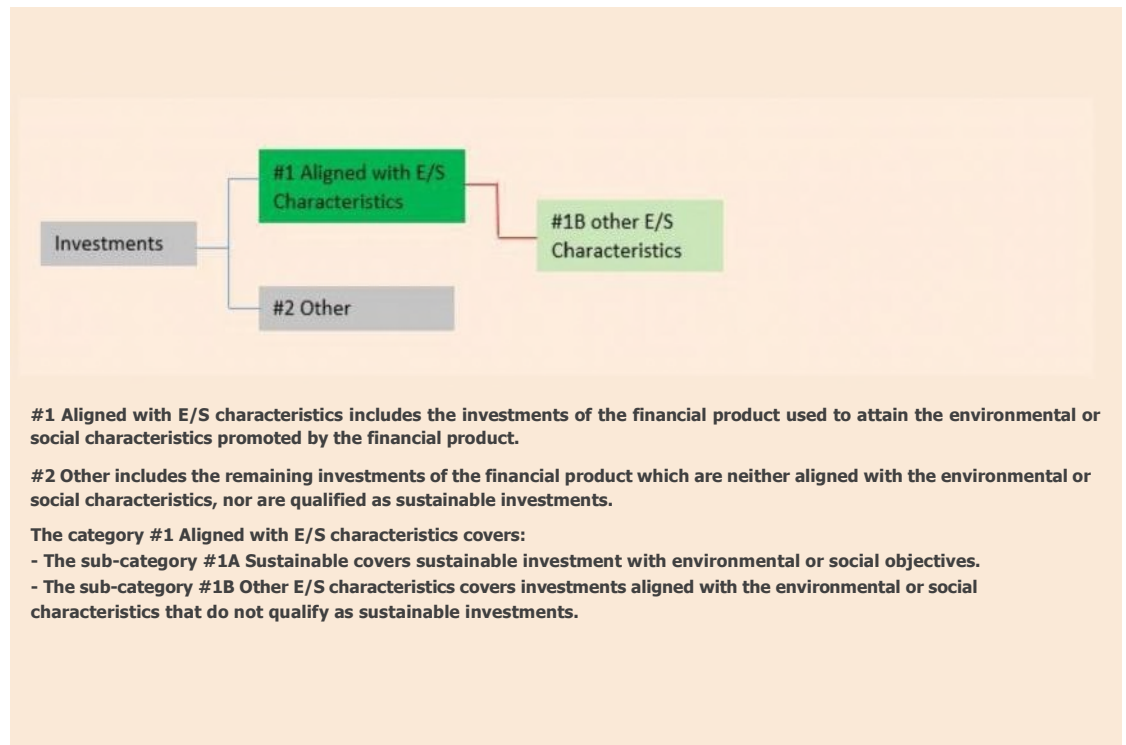 #1 Aligned with E/S
Characteristics
#1B other E/S
Characteristics
Investments
#2 Other
#1 Aligned with E/S characteristics includes the investments of the financial product used to attain the environmental or
social characteristics promoted by the financial product.
#2 Other includes the remaining investments of the financial product which are neither aligned with the environmental or
social characteristics, nor are qualified as sustainable investments.
The category #1 Aligned with E/S characteristics covers:
- The sub-category #1A Sustainable covers sustainable investment with environmental or social objectives.
- The sub-category #1B Other E/S characteristics covers investments aligned with the environmental or social
characteristics that do not qualify as sustainable investments.